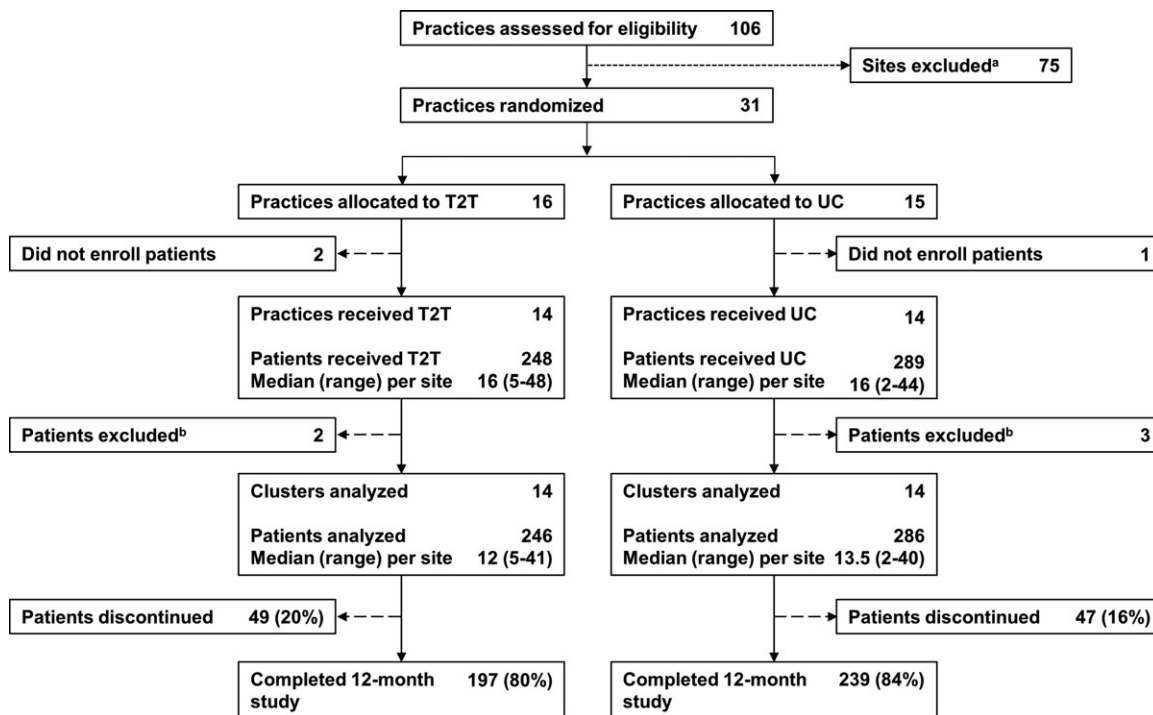 Practices assessed for eligibility 106
Sites excludedᵃ 75
Practices randomized 31
Practices allocated to T2T 16
Practices allocated to UC 15
Did not enroll patients 2
Did not enroll patients 1
Practices received T2T 14
Patients received T2T 248
Median (range) per site 16 (5-48)
Practices received UC 14
Patients received UC 289
Median (range) per site 16 (2-44)
Patients excludedᵇ 2
Patients excludedᵇ 3
Clusters analyzed 14
Patients analyzed 246
Median (range) per site 12 (5-41)
Clusters analyzed 14
Patients analyzed 286
Median (range) per site 13.5 (2-40)
Patients discontinued 49 (20%)
Patients discontinued 47 (16%)
Completed 12-month 197 (80%)
study
Completed 12-month 239 (84%)
study